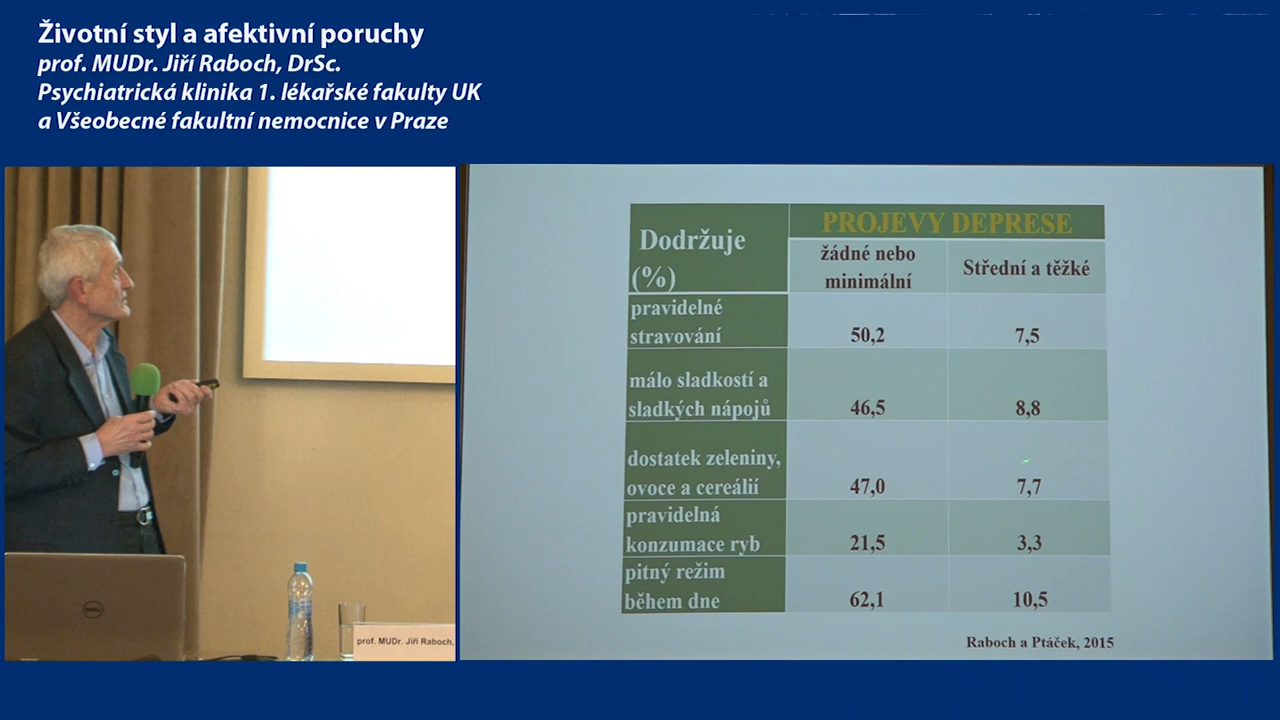 Životní styl a afektivní poruchy
prof. MUDr. Jiří Raboch, DrSc.
Psychiatrická klinika 1. lékařské fakulty UK
a Všeobecné fakultní nemocnice v Praze
Dodržuje
(%)
PROJEVY DEPRESE
žádné nebo
minimální
Střední a těžké
pravidelné
stravování
50,2
7,5
málo sladkostí a
sladkých nápojů
46,5
8,8
dostatek zeleniny,
ovoce a cereálií
47,0
7,7
pravidelná
konzumace ryb
21,5
3,3
pitný režim
během dne
62,1
10,5
Raboch a Ptáček, 2015
DELL
prof. MUDr. Jiří Raboch,